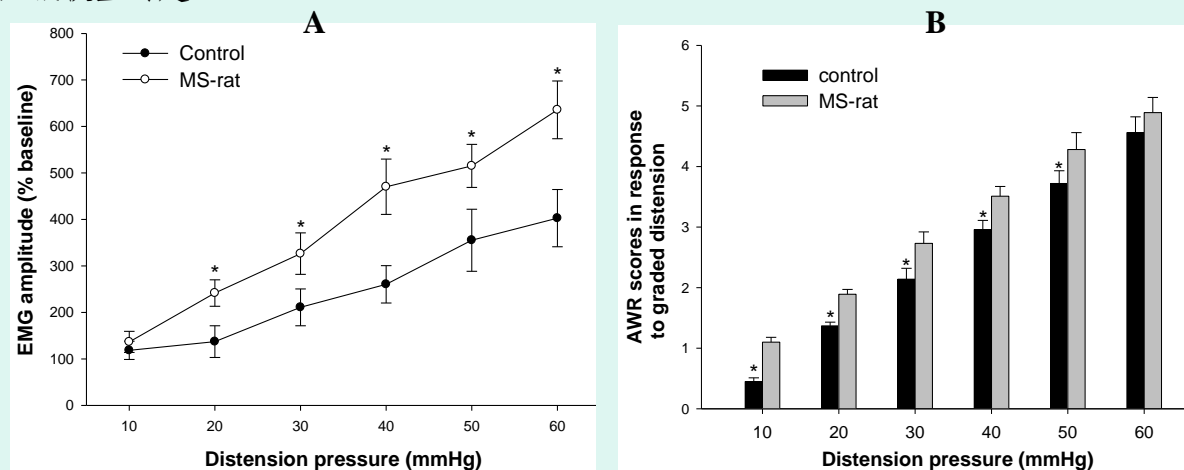 A
B
800
700
600
500
400
300
200
100
0
Control
MS-rat
*
*
*
*
*
EMG amplitude (% baseline)
10 20 30 40 50 60
Distension pressure (mmHg)
6
5
4
3
2
1
0
control
MS-rat
*
*
*
*
*
AWR scores in response
to graded distension
10 20 30 40 50 60
Distension pressure (mmHg)